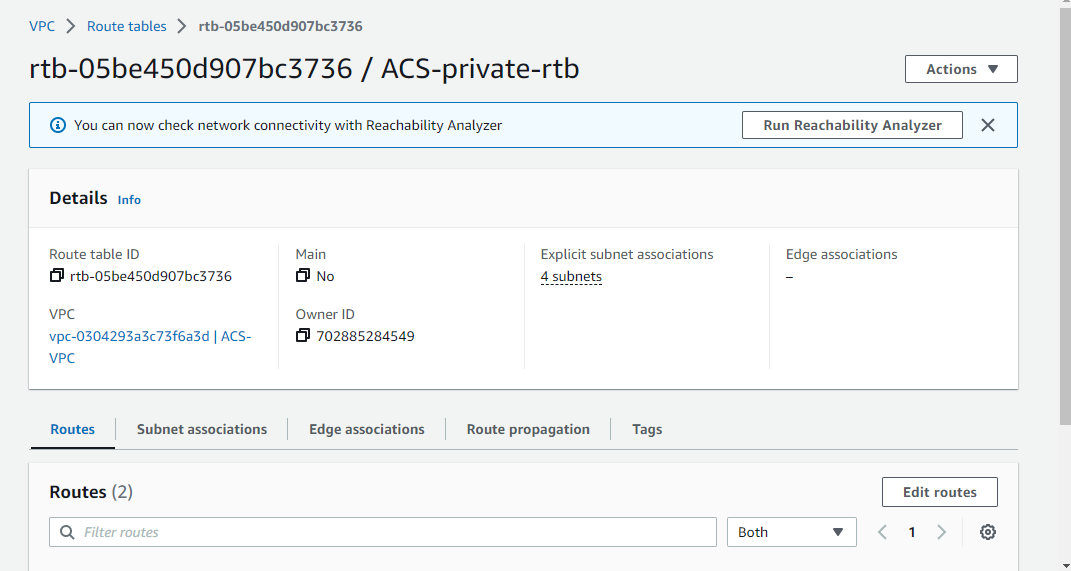 VPC > Route tables > rtb-05be450d907bc3736
rtb-05be450d907bc3736 / ACS-private-rtb
Actions ▼
You can now check network connectivity with Reachability Analyzer
Run Reachability Analyzer
Details Info
Route table ID
rtb-05be450d907bc3736
VPC
vpc-0304293a3c73f6a3d | ACS-
VPC
Main
No
Owner ID
702885284549
Explicit subnet associations
4 subnets
Edge associations
–
Routes
Subnet associations
Edge associations
Route propagation
Tags
Routes (2)
Edit routes
Filter routes
Both
1